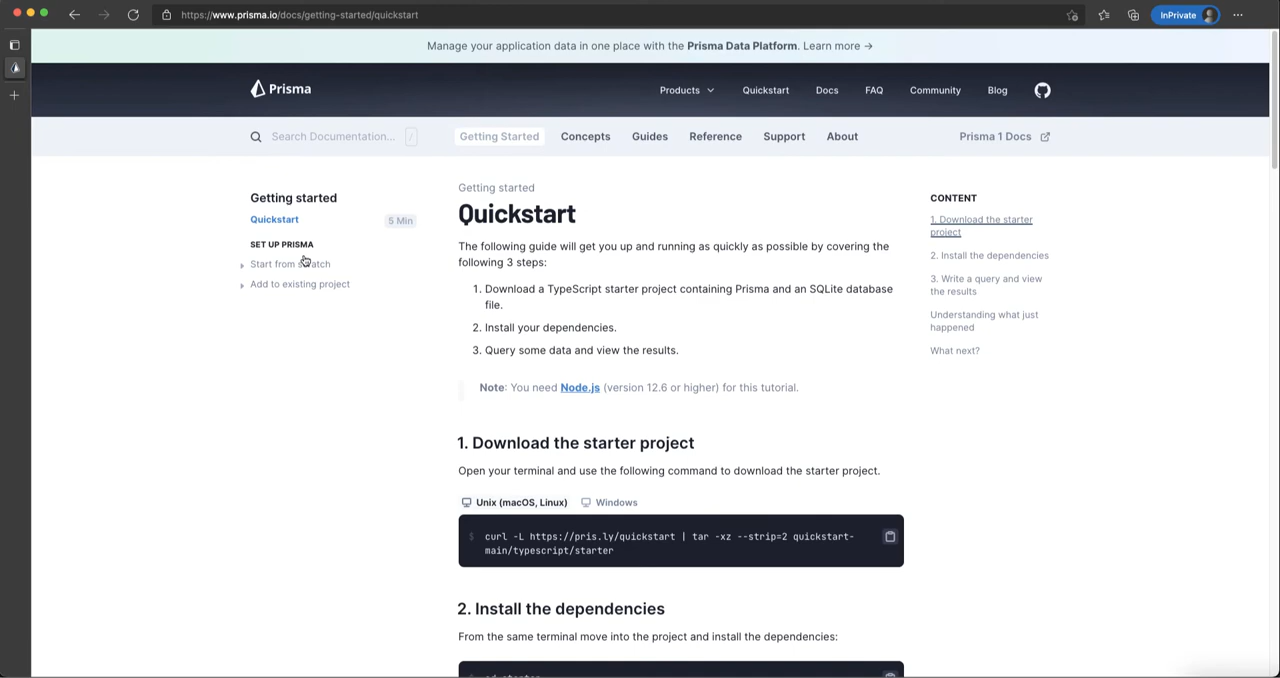 https://www.prisma.io/docs/getting-started/quickstart
InPrivate
Manage your application data in one place with the Prisma Data Platform. Learn more →
Prisma
Products
Quickstart
Docs
FAQ
Community
Blog
Search Documentation... /
Getting Started
Concepts
Guides
Reference
Support
About
Prisma 1 Docs
Getting started
Quickstart
5 Min
SET UP PRISMA
Start from scratch
Add to existing project
Getting started
Quickstart
The following guide will get you up and running as quickly as possible by covering the
following 3 steps:
1. Download a TypeScript starter project containing Prisma and an SQLite database
file.
2. Install your dependencies.
3. Query some data and view the results.
Note: You need Node.js (version 12.6 or higher) for this tutorial.
1. Download the starter project
Open your terminal and use the following command to download the starter project.
Unix (macOS, Linux)
Windows
$ curl -L https://pris.ly/quickstart | tar -xz --strip=2 quickstart-
main/typescript/starter
2. Install the dependencies
From the same terminal move into the project and install the dependencies:
CONTENT
1. Download the starter
project
2. Install the dependencies
3. Write a query and view
the results
Understanding what just
happened
What next?